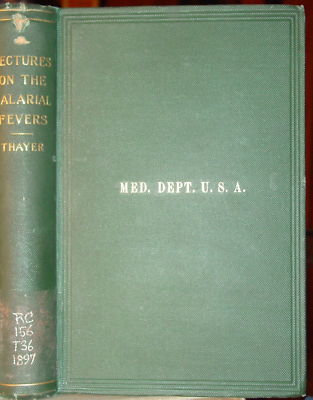 ECTURES
ON THE
ALARIAL
FEVERS
THAYER
MED. DEPT. U. S. A.
RC
156
T36
1897